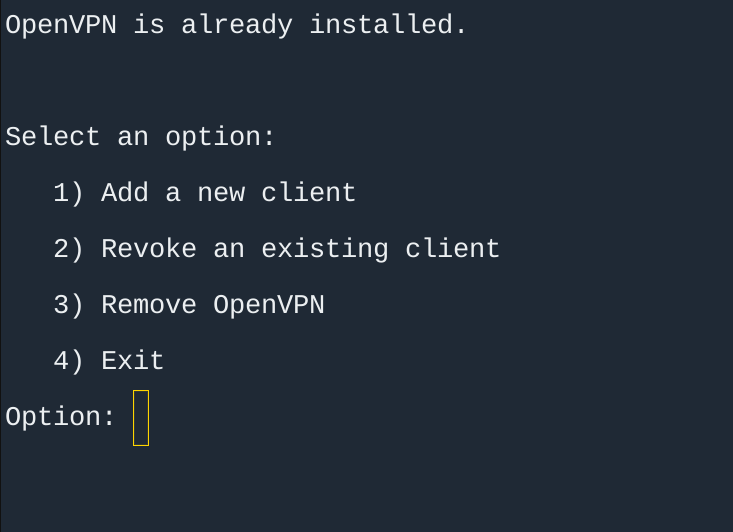 OpenVPN is already installed.
Select an option:
1) Add a new client
2) Revoke an existing client
3) Remove OpenVPN
4) Exit
Option: